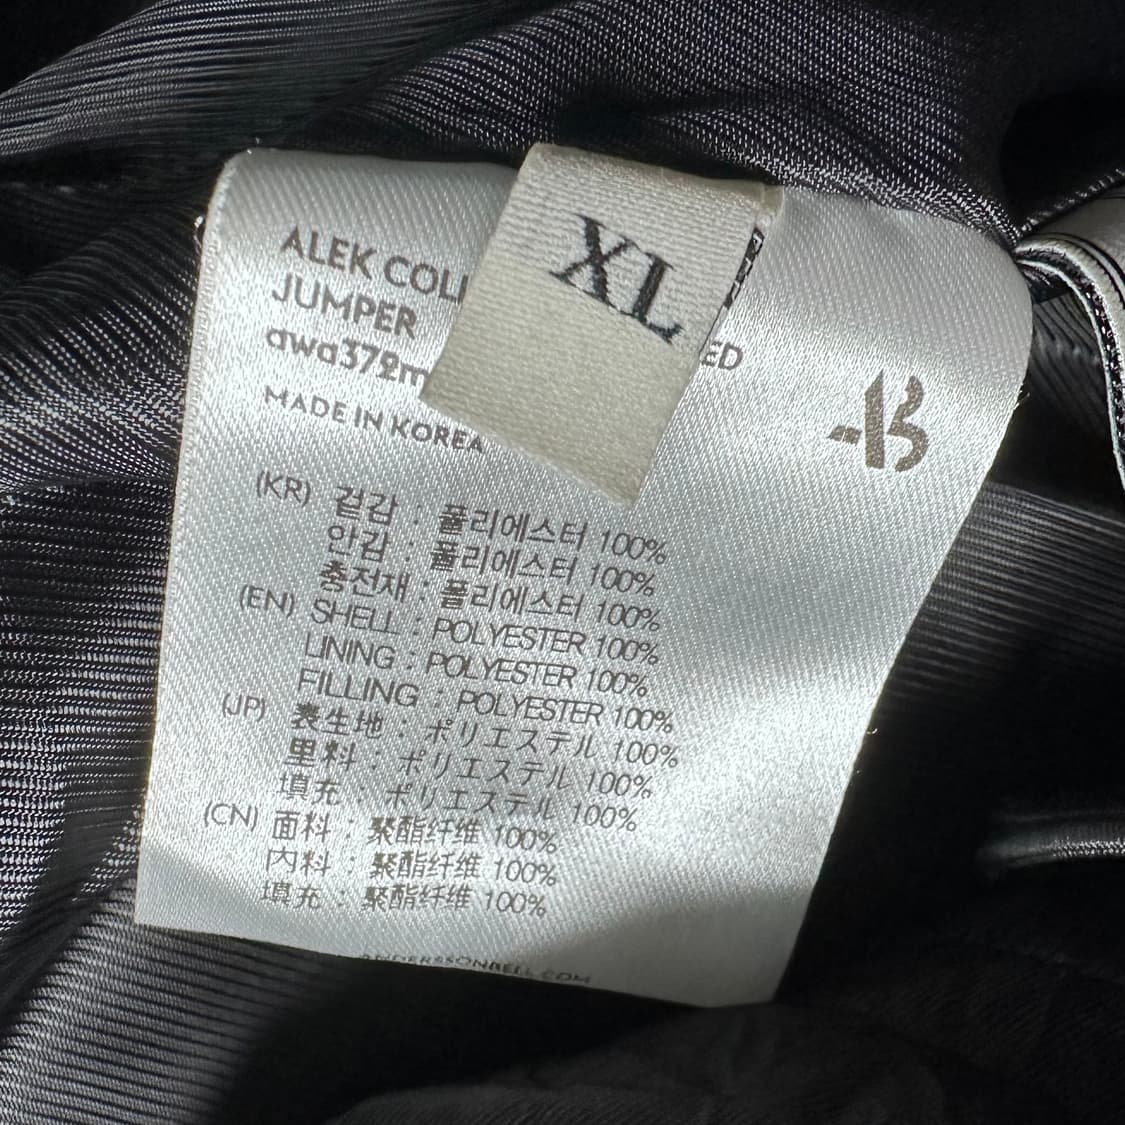 XL
ALEK
JUMPER
MADE IN KOREA
(KR) 겉감 : 폴리에스터 100%
안감 : 폴리에스터 100%
충전재 : 폴리에스터 100%
(EN) SHELL : POLYESTER 100%
LINING : POLYESTER 100%
FILLING : POLYESTER 100%
(JP) 表生地 : ポリエステル 100%
里料 : ポリエステル 100%
填充 : ポリエステル 100%
(CN) 面料 : 聚酯纤维 100%
内料 : 聚酯纤维 100%
填充 : 聚酯纤维 100%
ANDERSSONBELL.COM